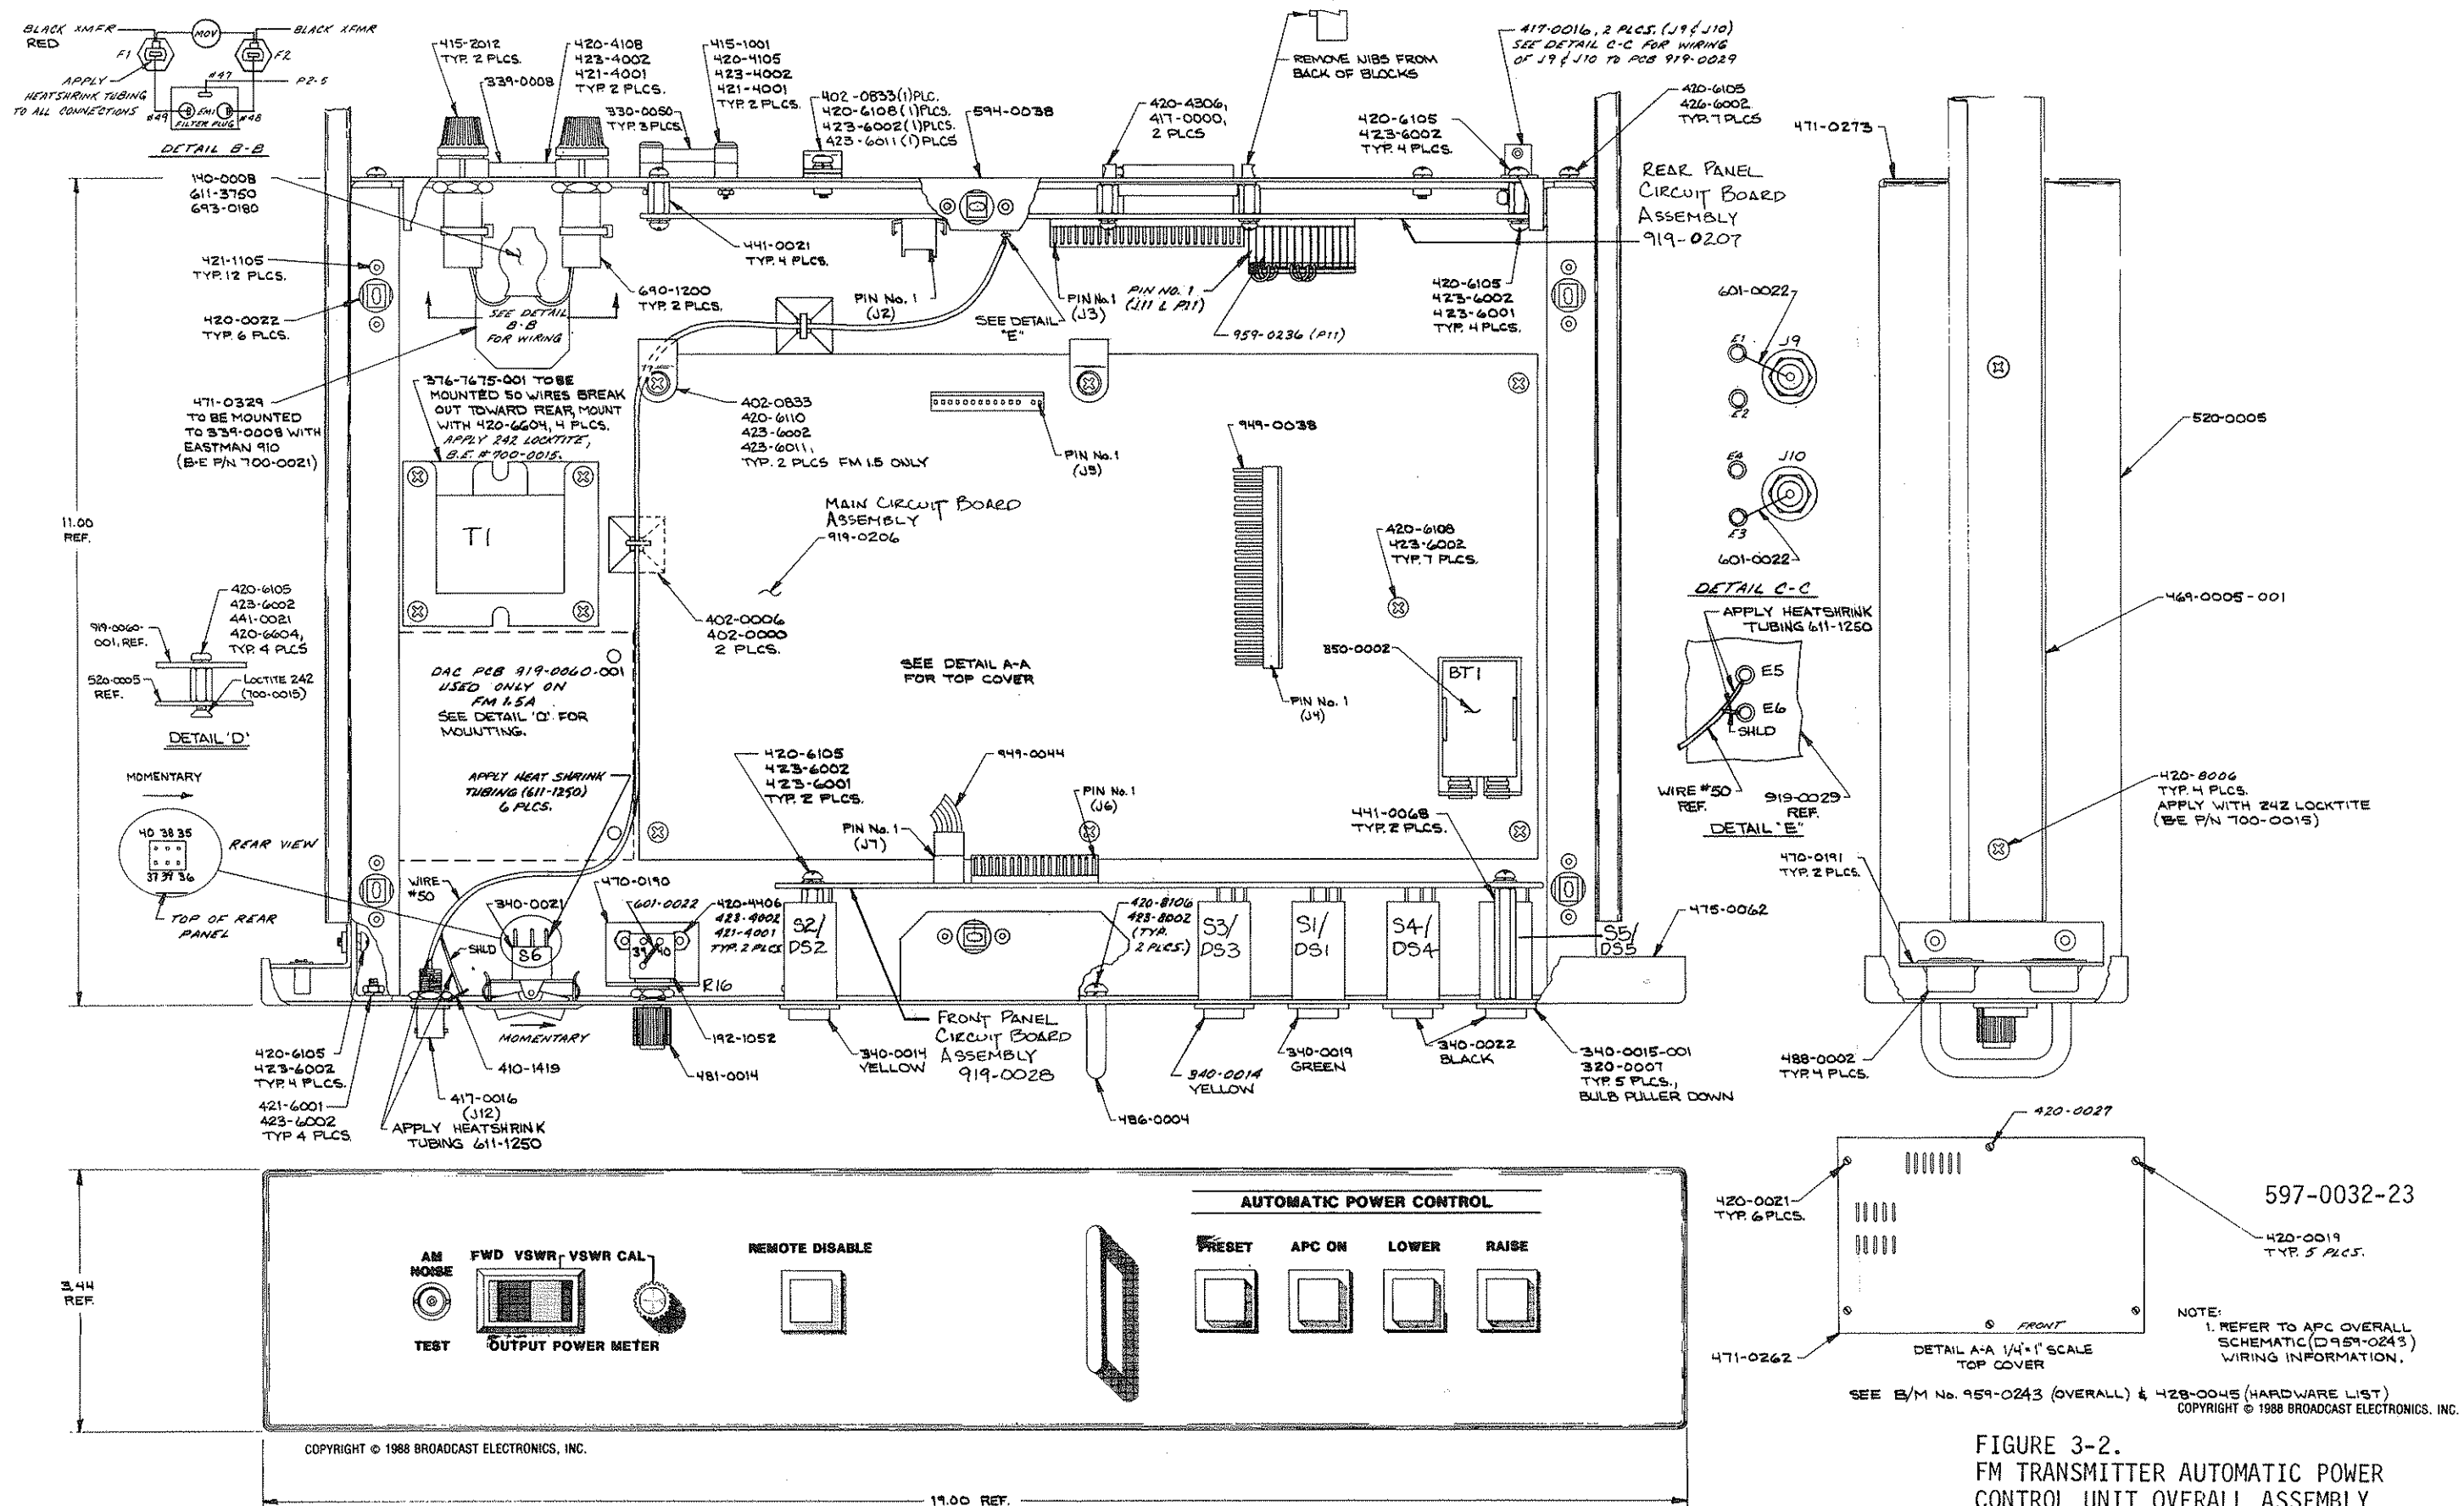 BLACK XMFR
RED
MOV
BLACK XFMR
F1
F2
APPLY
HEATSHRINK TUBING
TO ALL CONNECTIONS
#47
P2-5
#49
EMI
#48
FILTER PLUG
DETAIL B-B
415-2012
TYP. 2 PLCS.
339-0008
420-4108
423-4002
421-4001
TYP. 2 PLCS.
415-1001
420-4105
423-4002
421-4001
TYP. 2 PLCS.
330-0050
TYP. 3 PLCS.
402-0833(1)PLC.
420-6108(1)PLCS.
423-6002(1)PLCS.
423-6011(1)PLCS
594-0038
REMOVE NIBS FROM
BACK OF BLOCKS
420-4306,
417-0000,
2 PLCS
417-0016, 2 PLCS. (J9 & J10)
SEE DETAIL C-C FOR WIRING
OF J9 & J10 TO PCB 919-0029
420-6105
423-6002
TYP. 4 PLCS.
420-6105
426-6002
TYP. 7 PLCS
471-0273
REAR PANEL
CIRCUIT BOARD
ASSEMBLY
919-0207
140-0008
611-3750
693-0180
421-1105
TYP. 12 PLCS.
420-0022
TYP. 6 PLCS.
441-0021
TYP. 4 PLCS.
690-1200
TYP. 2 PLCS.
SEE DETAIL
B-B
FOR WIRING
PIN No. 1
(J2)
SEE DETAIL
"E"
PIN No. 1
(J3)
PIN NO. 1
(J11 & P11)
959-0236 (P11)
420-6105
423-6002
423-6001
TYP. 4 PLCS.
601-0022
E1
J9
E2
E4
J10
E3
601-0022
DETAIL C-C
471-0329
TO BE MOUNTED
TO 339-0008 WITH
EASTMAN 910
(B-E P/N 700-0021)
376-7675-001 TO BE
MOUNTED SO WIRES BREAK
OUT TOWARD REAR, MOUNT
WITH 420-6604, 4 PLCS.
APPLY 242 LOCKTITE,
B.E. #700-0015.
T1
402-0833
420-6110
423-6002
423-6011,
TYP. 2 PLCS FM 1.5 ONLY
PIN No. 1
(J5)
949-0038
MAIN CIRCUIT BOARD
ASSEMBLY
919-0206
420-6108
423-6002
TYP. 7 PLCS.
520-0005
469-0005-001
11.00
REF.
420-6105
423-6002
441-0021
420-6604,
TYP. 4 PLCS
919-0060-
001, REF.
520-0005
REF.
LOCTITE 242
(700-0015)
DETAIL 'D'
402-0006
402-0000
2 PLCS.
DAC PCB 919-0060-001
USED ONLY ON
FM 1.5A
SEE DETAIL 'D' FOR
MOUNTING.
SEE DETAIL A-A
FOR TOP COVER
850-0002
BT1
PIN No. 1
(J4)
APPLY HEATSHRINK
TUBING 611-1250
E5
E6
SHLD
WIRE #50
REF.
919-0029
REF.
DETAIL "E"
420-8006
TYP. 4 PLCS.
APPLY WITH 242 LOCKTITE
(BE P/N 700-0015)
MOMENTARY
40 38 35
37 39 36
REAR VIEW
TOP OF REAR
PANEL
APPLY HEAT SHRINK
TUBING (611-1250)
6 PLCS.
420-6105
423-6002
423-6001
TYP. 2 PLCS.
949-0044
PIN No. 1
(J7)
PIN No. 1
(J6)
441-0068
TYP. 2 PLCS.
470-0191
TYP. 2 PLCS.
WIRE
#50
340-0021
SHLD
S6
470-0190
601-0022
39 40
420-4406
423-4002
421-4001
TYP. 2 PLCS
R16
S2/
DS2
420-8106
423-8002
(TYP.
2 PLCS.)
S3/
DS3
S1/
DS1
S4/
DS4
S5/
DS5
475-0062
420-6105
423-6002
TYP. 4 PLCS.
421-6001
423-6002
TYP 4 PLCS.
410-1419
417-0016
(J12)
APPLY HEATSHRINK
TUBING 611-1250
MOMENTARY
481-0014
192-1052
340-0014
YELLOW
FRONT PANEL
CIRCUIT BOARD
ASSEMBLY
919-0028
486-0004
340-0014
YELLOW
340-0019
GREEN
340-0022
BLACK
340-0015-001
320-0007
TYP. 5 PLCS.,
BULB PULLER DOWN
488-0002
TYP. 4 PLCS.
3.44
REF.
AM
NOISE
TEST
FWD VSWR VSWR CAL
OUTPUT POWER METER
REMOTE DISABLE
AUTOMATIC POWER CONTROL
PRESET
APC ON
LOWER
RAISE
COPYRIGHT © 1988 BROADCAST ELECTRONICS, INC.
19.00 REF.
420-0027
420-0021
TYP. 6 PLCS.
597-0032-23
420-0019
TYP. 5 PLCS.
FRONT
471-0262
DETAIL A-A 1/4"=1" SCALE
TOP COVER
NOTE:
1. REFER TO APC OVERALL
SCHEMATIC (D959-0243)
WIRING INFORMATION.
SEE B/M No. 959-0243 (OVERALL) & 428-0045 (HARDWARE LIST)
COPYRIGHT © 1988 BROADCAST ELECTRONICS, INC.
FIGURE 3-2.
FM TRANSMITTER AUTOMATIC POWER
CONTROL UNIT OVERALL ASSEMBLY